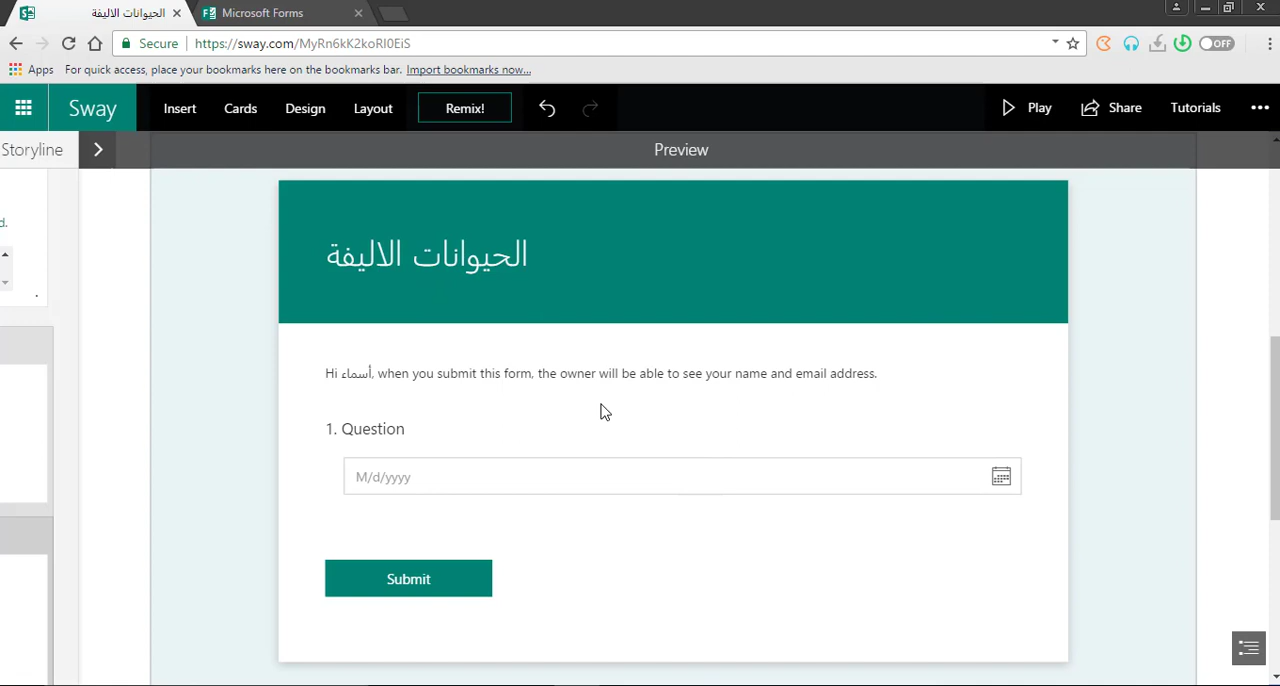 الحيوانات الاليفة
Microsoft Forms
Secure https://sway.com/MyRn6kK2koRl0EiS
OFF
Apps For quick access, place your bookmarks here on the bookmarks bar. Import bookmarks now...
Sway Insert Cards Design Layout Remix! Play Share Tutorials
Storyline Preview
d.
الحيوانات الاليفة
Hi أسماء, when you submit this form, the owner will be able to see your name and email address.
1. Question
M/d/yyyy
Submit